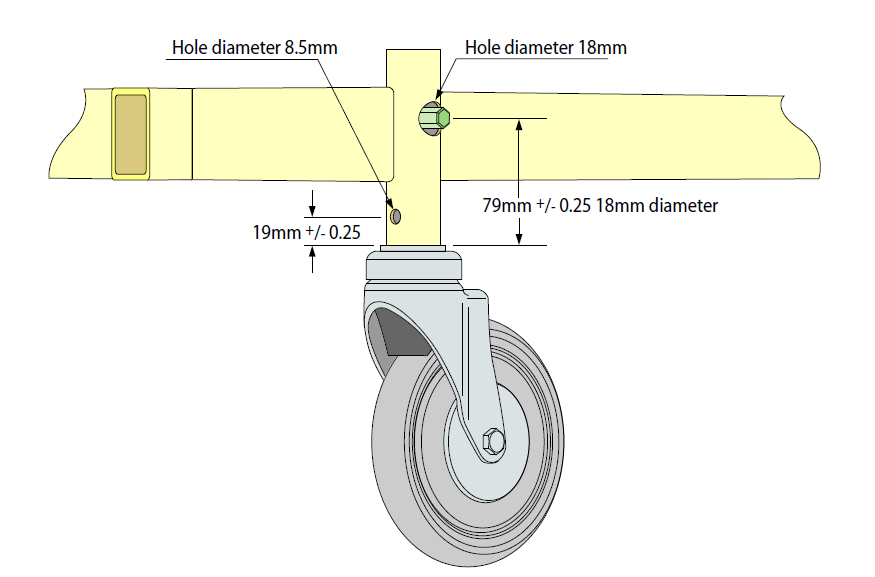 Hole diameter 8.5mm
Hole diameter 18mm
79mm +/- 0.25 18mm diameter
19mm +/- 0.25